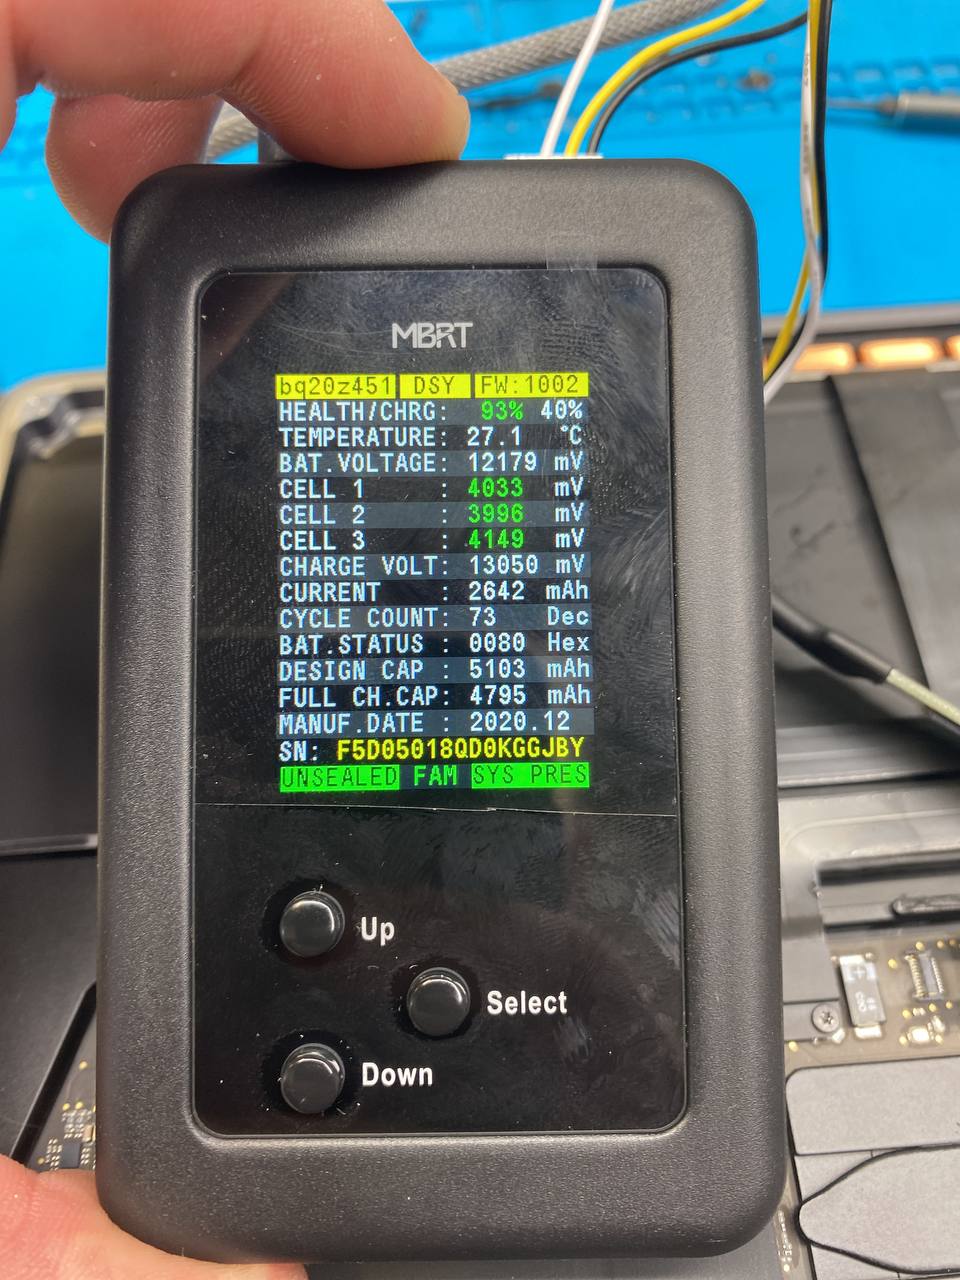 MBRT
bq20z451 DSY FW:1002
HEALTH/CHRG: 93% 40%
TEMPERATURE: 27.1 °C
BAT.VOLTAGE: 12179 mV
CELL 1 : 4033 mV
CELL 2 : 3996 mV
CELL 3 : 4149 mV
CHARGE VOLT: 13050 mV
CURRENT : 2642 mAh
CYCLE COUNT: 73 Dec
BAT.STATUS : 0080 Hex
DESIGN CAP : 5103 mAh
FULL CH.CAP: 4795 mAh
MANUF.DATE : 2020.12
SN: F5D05018QD0KGGJBY
UNSEALED FAM SYS PRES
Up
Select
Down